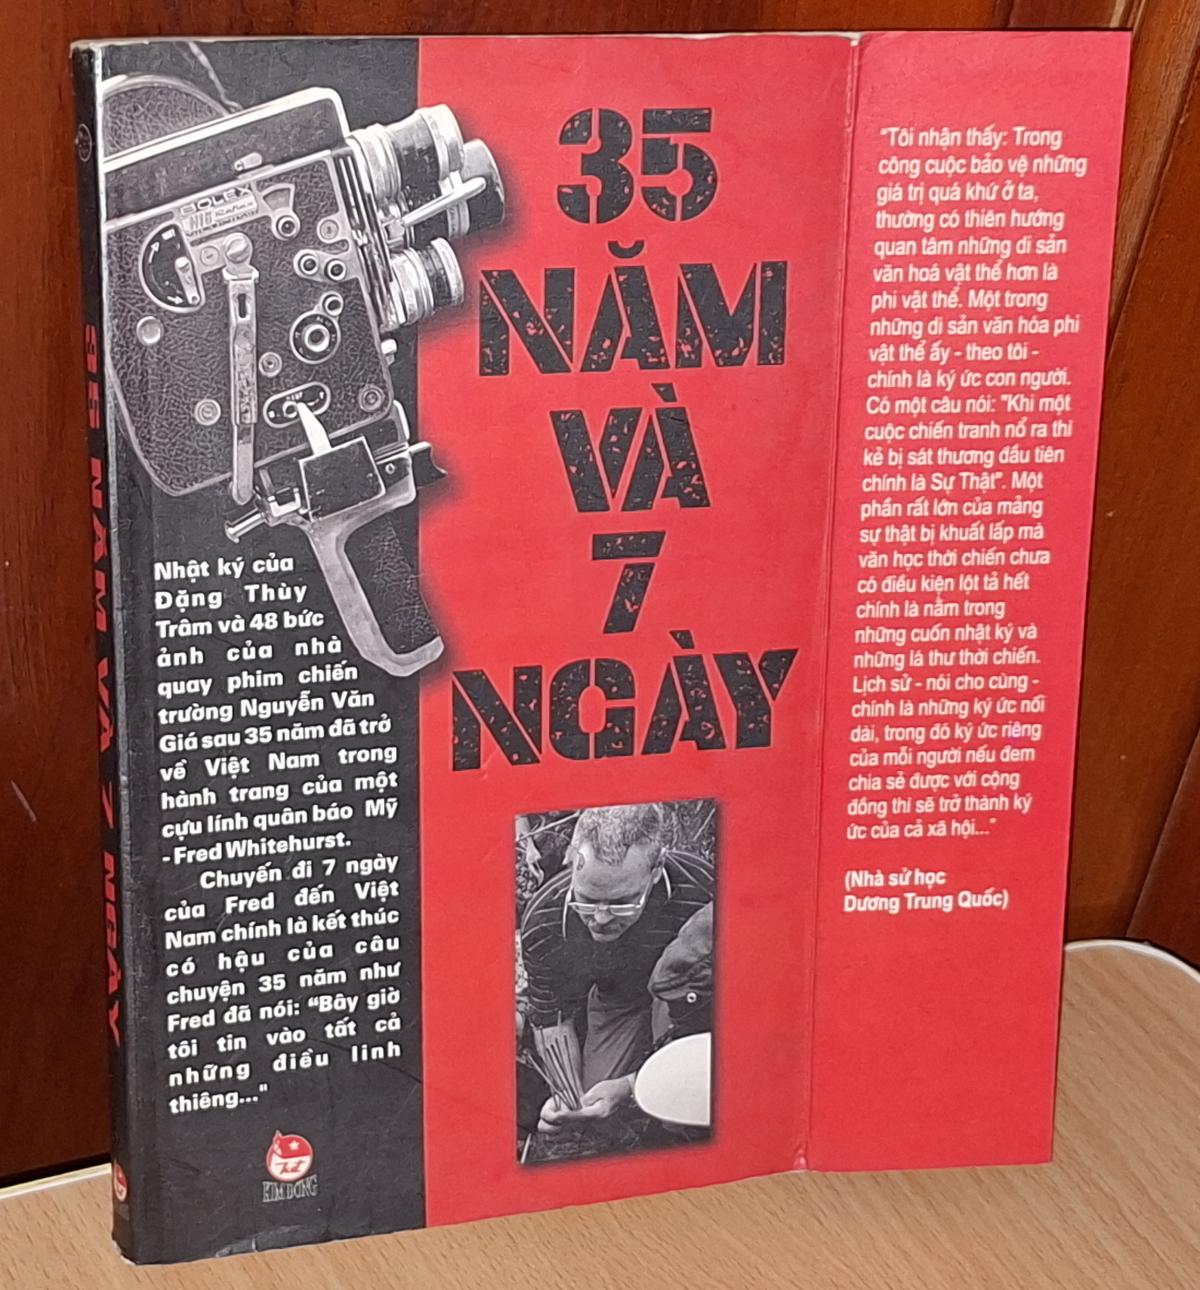 35
NĂM
VÀ
7
NGÀY
BOLEX
H16 Reflex
Nhật ký của
Đặng Thùy
Trâm và 48 bức
ảnh của nhà
quay phim chiến
trường Nguyễn Văn
Giá sau 35 năm đã trở
về Việt Nam trong
hành trang của một
cựu lính quân báo Mỹ
- Fred Whitehurst.
Chuyến đi 7 ngày
của Fred đến Việt
Nam chính là kết thúc
có hậu của câu
chuyện 35 năm như
Fred đã nói: “Bây giờ
tôi tin vào tất cả
những điều linh
thiêng..."
KIM ĐỒNG
"Tôi nhận thấy: Trong
công cuộc bảo vệ những
giá trị quá khứ ở ta,
thường có thiên hướng
quan tâm những di sản
văn hoá vật thể hơn là
phi vật thể. Một trong
những di sản văn hóa phi
vật thể ấy - theo tôi -
chính là ký ức con người.
Có một câu nói: "Khi một
cuộc chiến tranh nổ ra thì
kẻ bị sát thương đầu tiên
chính là Sự Thật". Một
phần rất lớn của mảng
sự thật bị khuất lấp mà
văn học thời chiến chưa
có điều kiện lột tả hết
chính là nằm trong
những cuốn nhật ký và
những lá thư thời chiến.
Lịch sử - nói cho cùng -
chính là những ký ức nối
dài, trong đó ký ức riêng
của mỗi người nếu đem
chia sẻ được với cộng
đồng thì sẽ trở thành ký
ức của cả xã hội..."
(Nhà sử học
Dương Trung Quốc)
35 NĂM VÀ 7 NGÀY